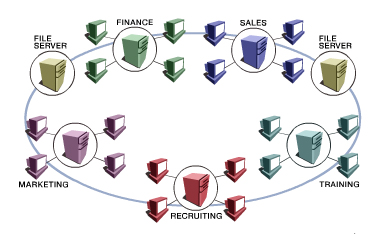 FINANCE
SALES
FILE
SERVER
FILE
SERVER
MARKETING
TRAINING
RECRUITING